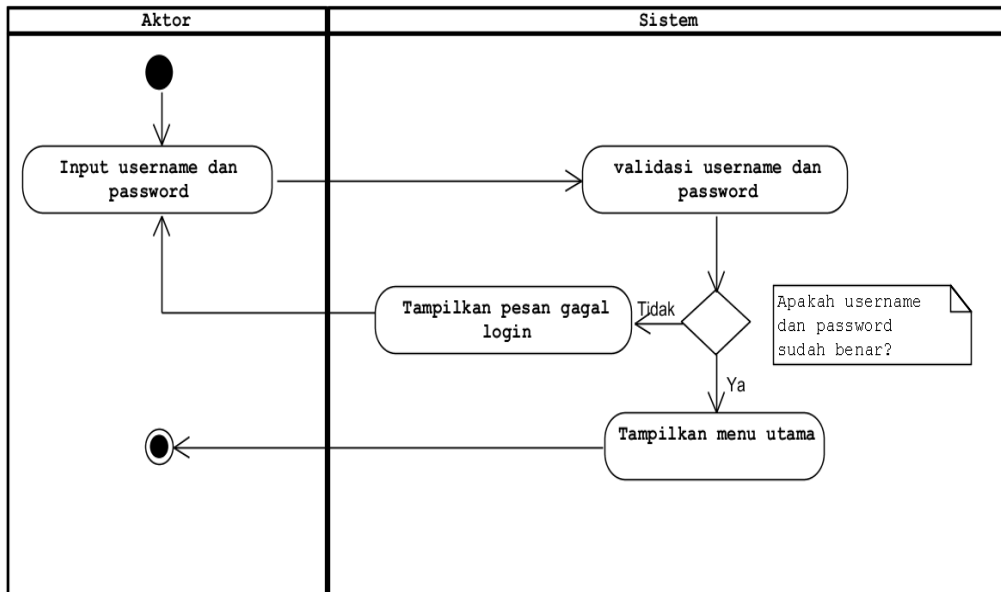 Aktor
Sistem
Input username dan
password
validasi username dan
password
Tampilkan pesan gagal
login
Tidak
Apakah username
dan password
sudah benar?
Ya
Tampilkan menu utama